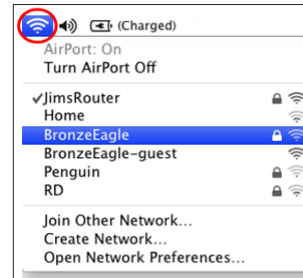 (Charged)
AirPort: On
Turn AirPort Off
✓JimsRouter
Home
BronzeEagle
BronzeEagle-guest
Penguin
RD
Join Other Network...
Create Network...
Open Network Preferences...